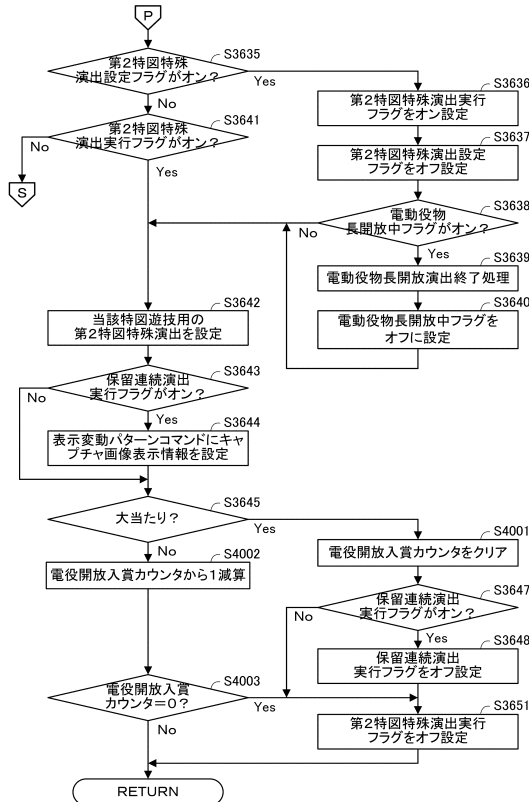 P
S3635
第2特図特殊
演出設定フラグがオン？
Yes
No
S3636
第2特図特殊演出実行
フラグをオン設定
S3641
第2特図特殊
演出実行フラグがオン？
No
Yes
S
S3637
第2特図特殊演出設定
フラグをオフ設定
S3638
電動役物
長開放中フラグがオン？
No
Yes
S3639
電動役物長開放演出終了処理
S3640
電動役物長開放中フラグを
オフに設定
S3642
当該特図遊技用の
第2特図特殊演出を設定
S3643
保留連続演出
実行フラグがオン？
No
Yes
S3644
表示変動パターンコマンドにキャ
プチャ画像表示情報を設定
S3645
大当たり？
Yes
No
S4001
電役開放入賞カウンタをクリア
S4002
電役開放入賞カウンタから1減算
S3647
保留連続演出
実行フラグがオン？
No
Yes
S3648
保留連続演出
実行フラグをオフ設定
S4003
電役開放入賞
カウンタ＝0？
Yes
No
S3651
第2特図特殊演出実行
フラグをオフ設定
RETURN